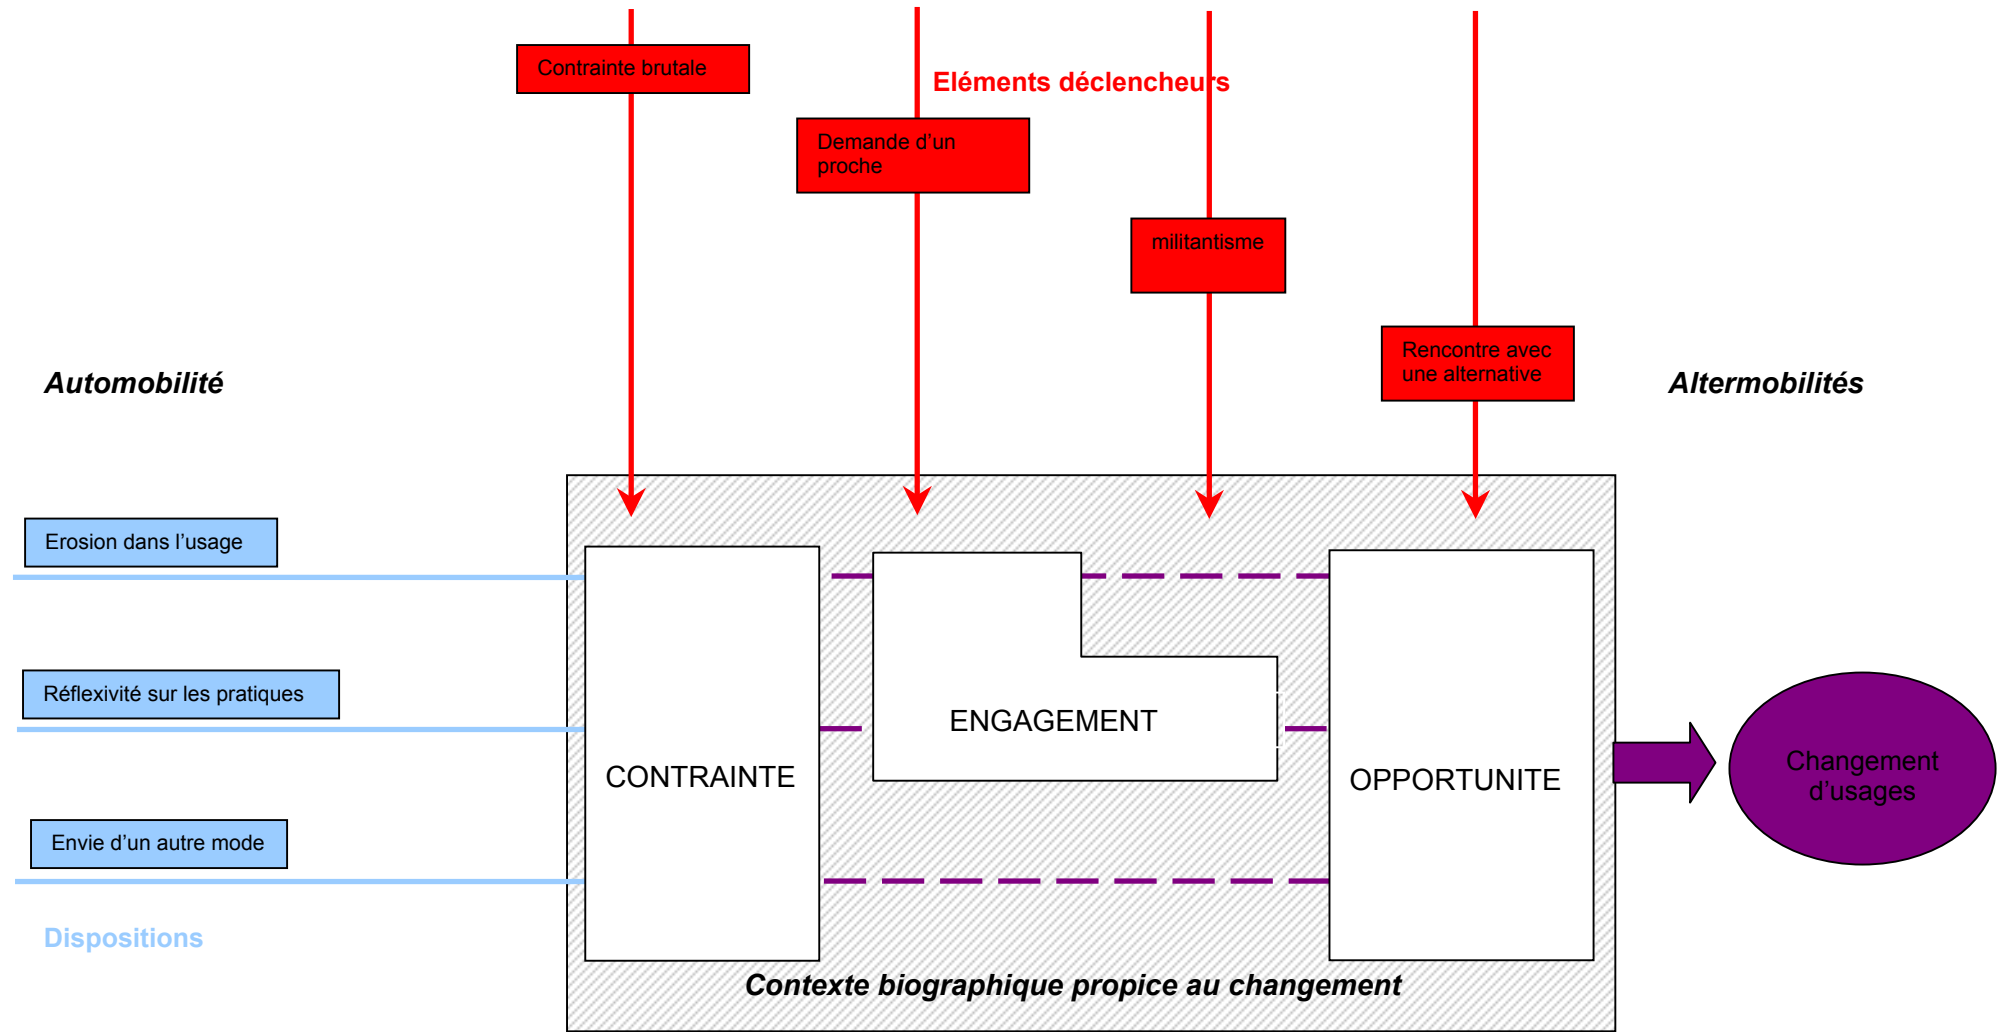 Contrainte brutale
Eléments déclencheurs
Demande d’un
proche
militantisme
Rencontre avec
une alternative
Automobilité
Altermobilités
Erosion dans l’usage
Réflexivité sur les pratiques
Envie d’un autre mode
Dispositions
CONTRAINTE
ENGAGEMENT
OPPORTUNITE
Changement
d’usages
Contexte biographique propice au changement